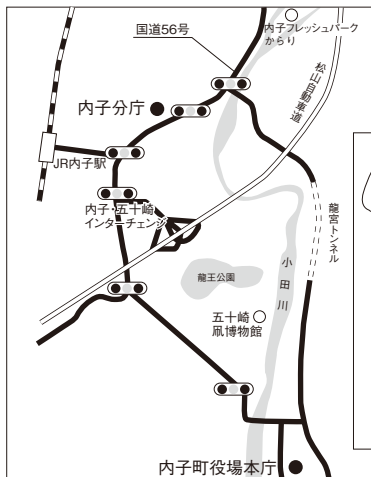 国道56号
内子フレッシュパーク
からり
松山自動車道
内子分庁
JR内子駅
内子・五十崎
インターチェンジ
龍宮トンネル
龍王公園
小田川
五十崎
凧博物館
内子町役場本庁